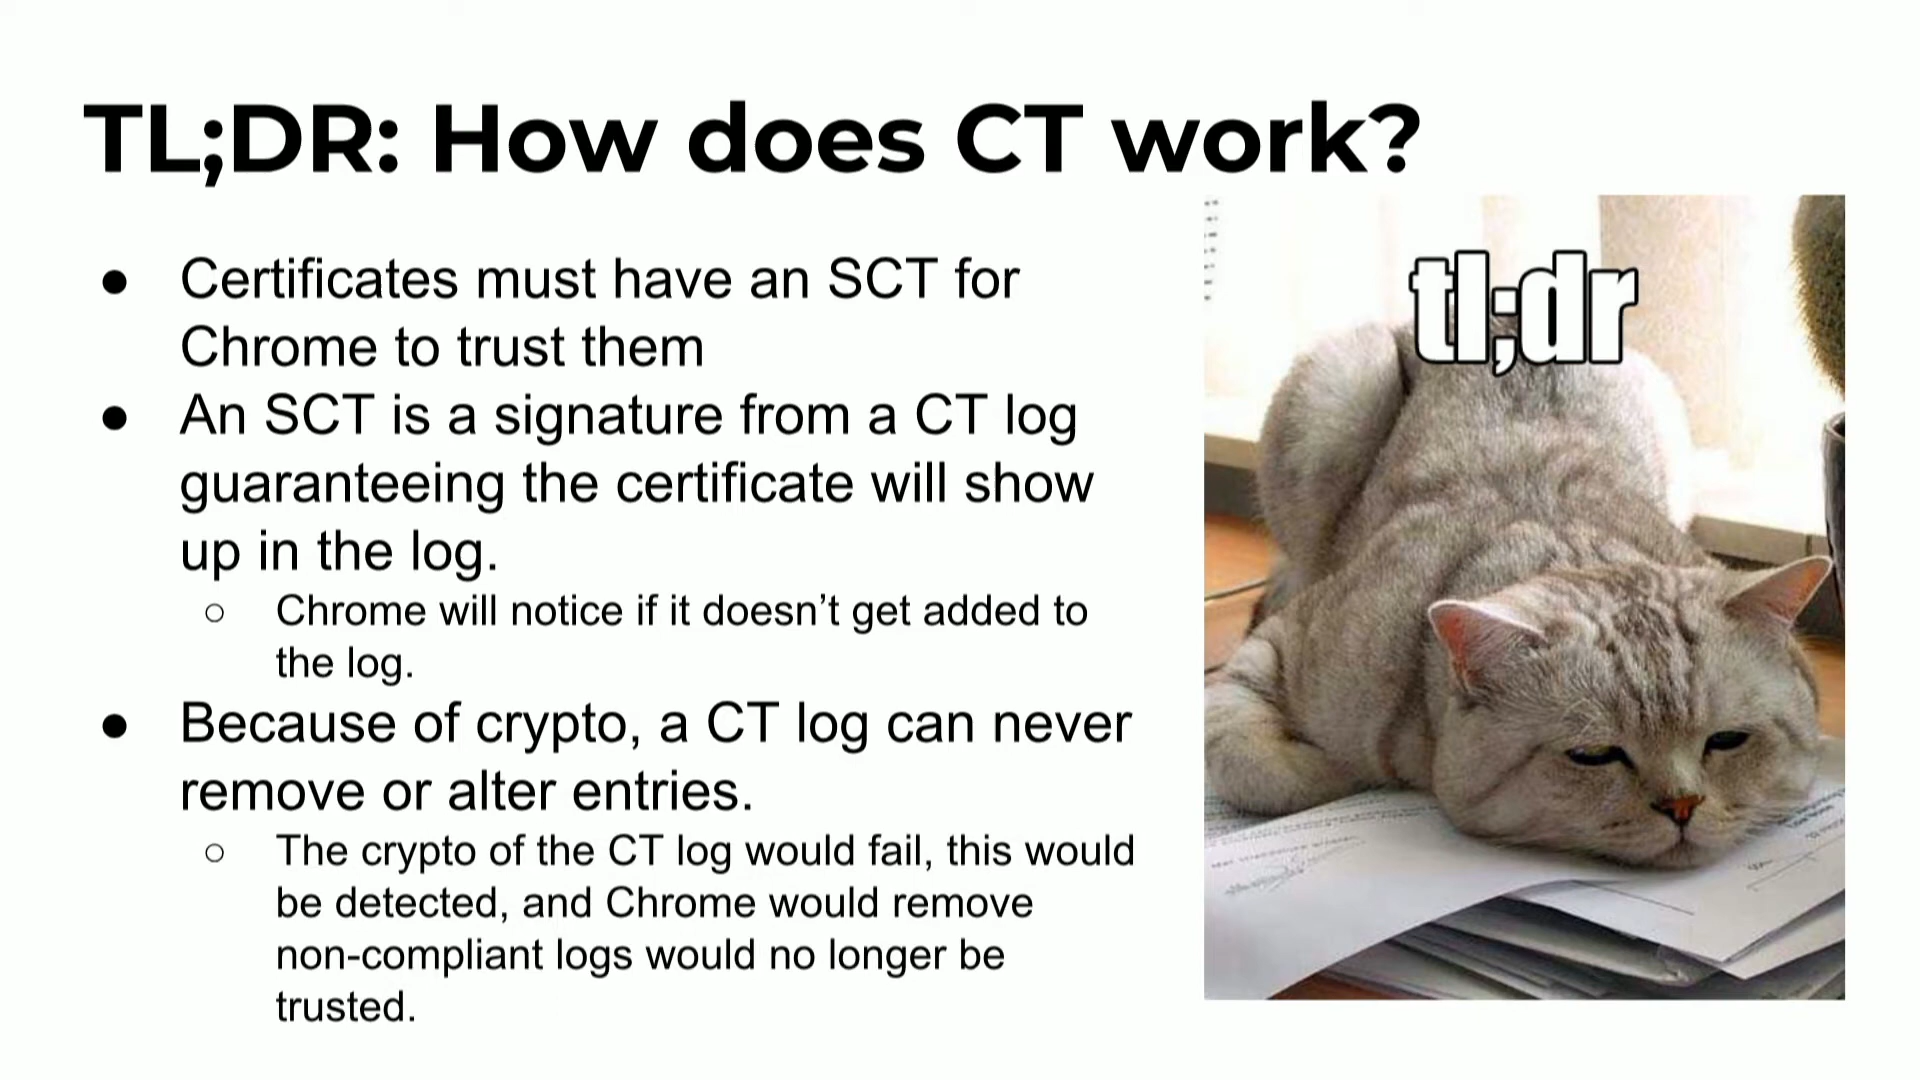 TL;DR: How does CT work?
● Certificates must have an SCT for
Chrome to trust them
● An SCT is a signature from a CT log
guaranteeing the certificate will show
up in the log.
○ Chrome will notice if it doesn’t get added to
the log.
● Because of crypto, a CT log can never
remove or alter entries.
○ The crypto of the CT log would fail, this would
be detected, and Chrome would remove
non-compliant logs would no longer be
trusted.
tl;dr